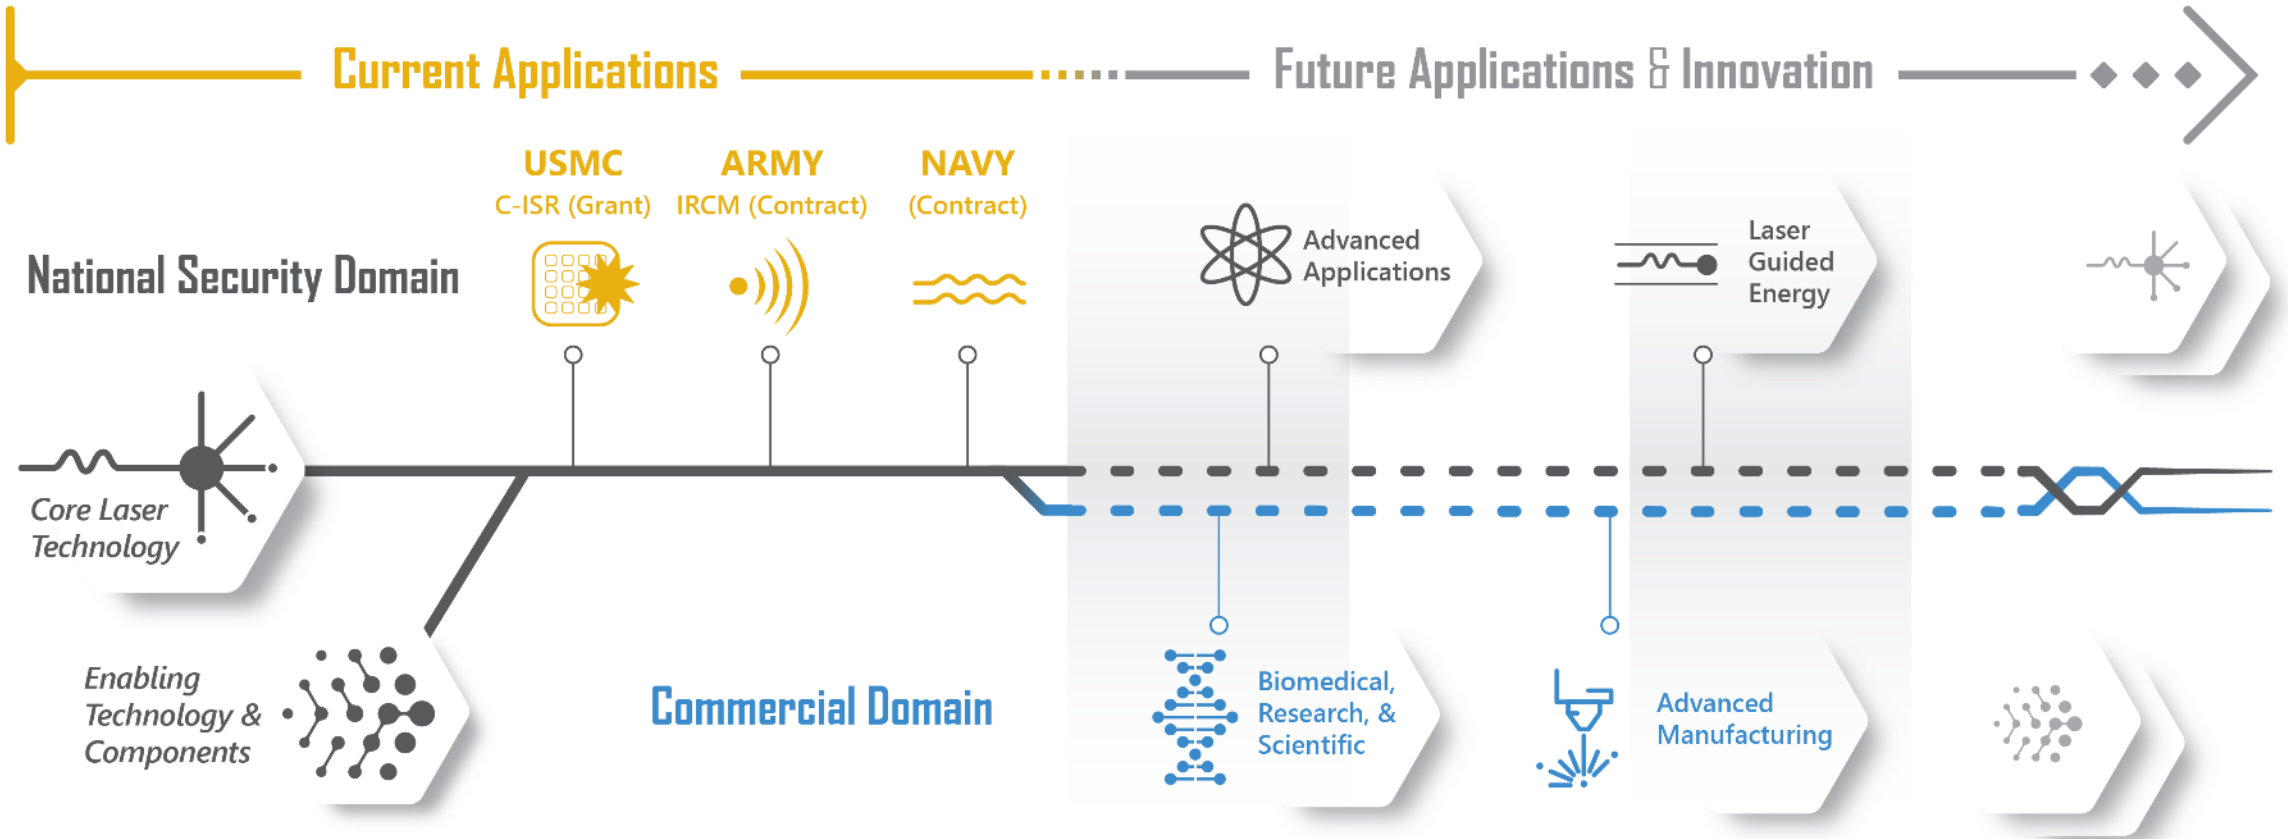 Current Applications
Future Applications & Innovation
USMC
C-ISR (Grant)
ARMY
IRCM (Contract)
NAVY
(Contract)
National Security Domain
Advanced
Applications
Laser
Guided
Energy
Core Laser
Technology
Enabling
Technology &
Components
Commercial Domain
Biomedical,
Research, &
Scientific
Advanced
Manufacturing